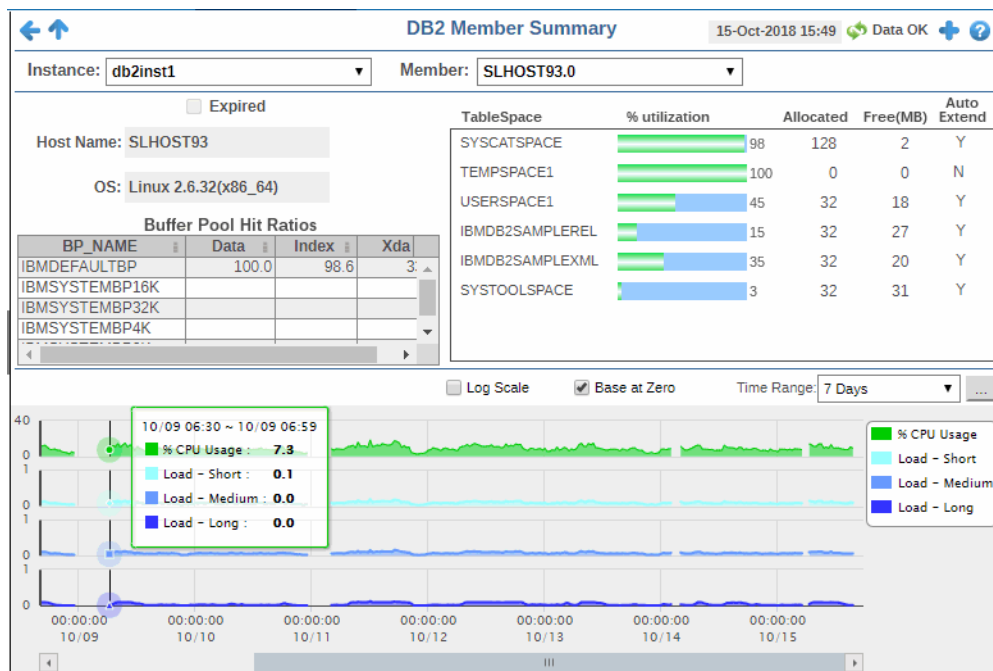 DB2 Member Summary 15-Oct-2018 15:49 Data OK
Instance: db2inst1 Member: SLHOST93.0
Expired
Host Name: SLHOST93
OS: Linux 2.6.32(x86_64)
Buffer Pool Hit Ratios
BP_NAME Data Index Xda
IBMDEFAULTBP 100.0 98.6
IBMSYSTEMBP16K
IBMSYSTEMBP32K
IBMSYSTEMBP4K
TableSpace % utilization Allocated Free(MB) Auto Extend
SYSCATSPACE 98 128 2 Y
TEMPSPACE1 100 0 0 N
USERSPACE1 45 32 18 Y
IBMDB2SAMPLEREL 15 32 27 Y
IBMDB2SAMPLEXML 35 32 20 Y
SYSTOOLSPACE 3 32 31 Y
Log Scale Base at Zero Time Range: 7 Days ...
40
0
1
0
1
0
1
0
10/09 06:30 ~ 10/09 06:59
% CPU Usage : 7.3
Load - Short : 0.1
Load - Medium : 0.0
Load - Long : 0.0
% CPU Usage
Load - Short
Load - Medium
Load - Long
00:00:00 00:00:00 00:00:00 00:00:00 00:00:00 00:00:00 00:00:00
10/09 10/10 10/11 10/12 10/13 10/14 10/15